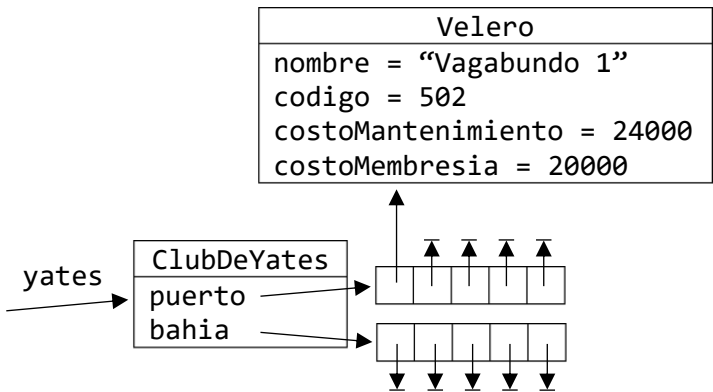 Velero
nombre = “Vagabundo 1”
codigo = 502
costoMantenimiento = 24000
costoMembresia = 20000
yates
ClubDeYates
puerto
bahia